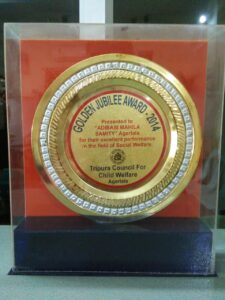 GOLDEN JUBILEE AWARD - 2014
Presented to
"ADIBASI MAHILA
SAMITY" Agartala
for their excellent performance
in the field of Social Welfare.
Tripura Council For
Child Welfare
Agartala